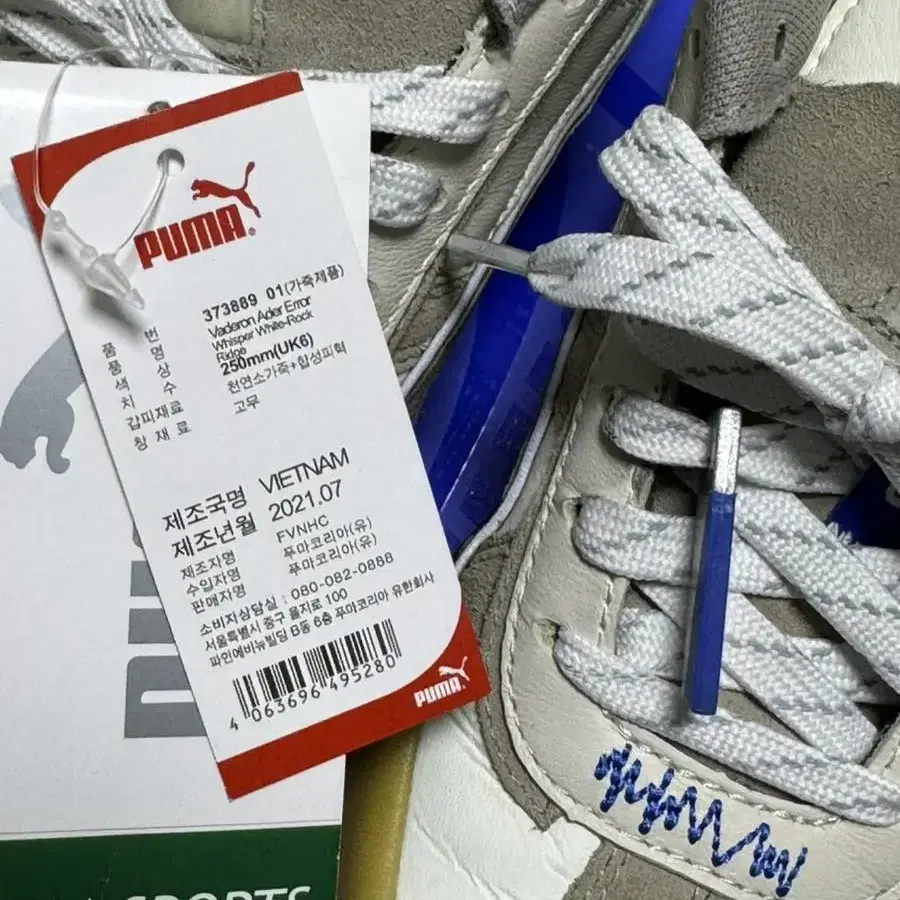 PUMA
품 번 373889 01(가죽제품)
품 명 Vaderon Ader Error
색 상 Whisper White-Rock
Ridge
치 수 250mm(UK6)
갑피재료 천연소가죽+합성피혁
창 재 료 고무
제조국명 VIETNAM
제조년월 2021.07
제조자명 FVNHC
수입자명 푸마코리아(유)
판매자명 푸마코리아(유)
소비자상담실 : 080-082-0888
서울특별시 중구 을지로 100
파인에비뉴빌딩 B동 6층 푸마코리아 유한회사
4 063696 495280
PUMA
SPORTS